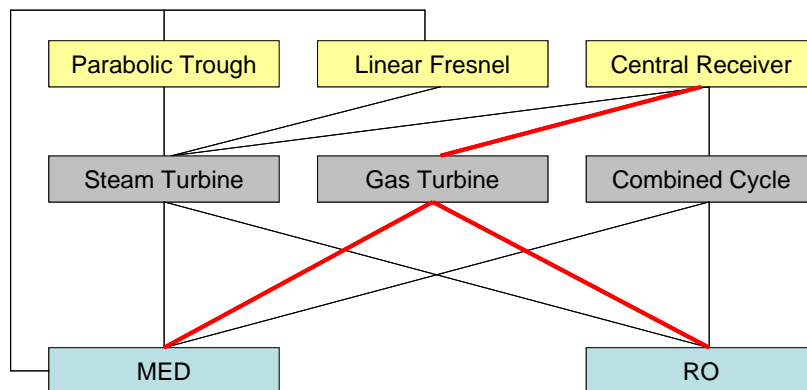 Parabolic Trough
Linear Fresnel
Central Receiver
Steam Turbine
Gas Turbine
Combined Cycle
MED
RO